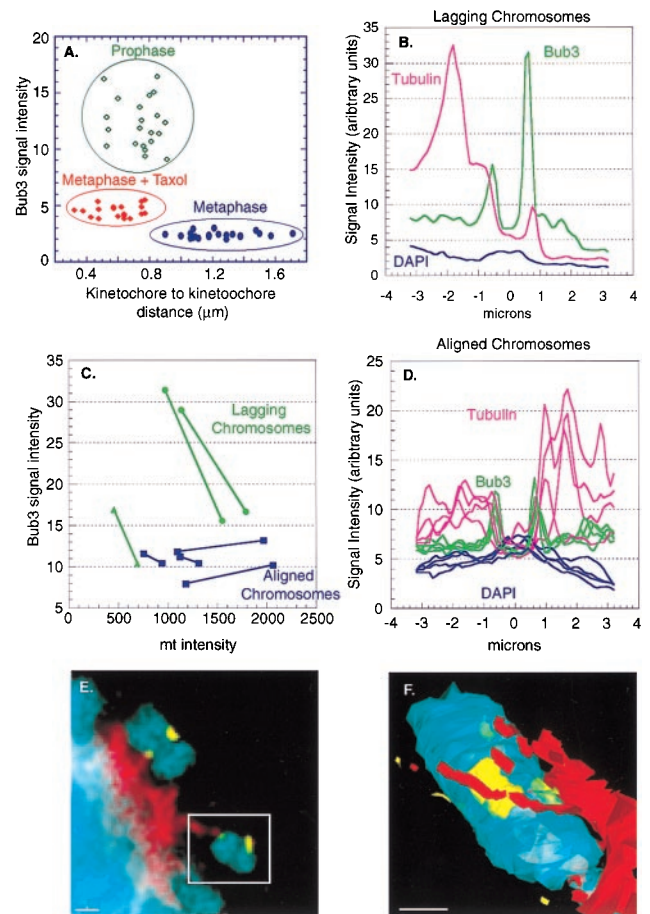 A.
Prophase
Metaphase + Taxol
Metaphase
Bub3 signal intensity
20
15
10
5
0
0.4 0.8 1.2 1.6
Kinetochore to kinetoochore
distance (μm)
Lagging Chromosomes
B.
Bub3
Tubulin
DAPI
Signal Intensity (aribtrary units)
35
30
25
20
15
10
5
0
-4 -3 -2 -1 0 1 2 3 4
microns
C.
Lagging
Chromosomes
Aligned
Chromosomes
Bub3 signal intensity
35
30
25
20
15
10
5
0 500 1000 1500 2000 2500
mt intensity
Aligned Chromosomes
D.
Tubulin
Bub3
DAPI
Signal Intensity (aribtrary units)
25
20
15
10
5
0
-4 -3 -2 -1 0 1 2 3 4
microns
E.
F.